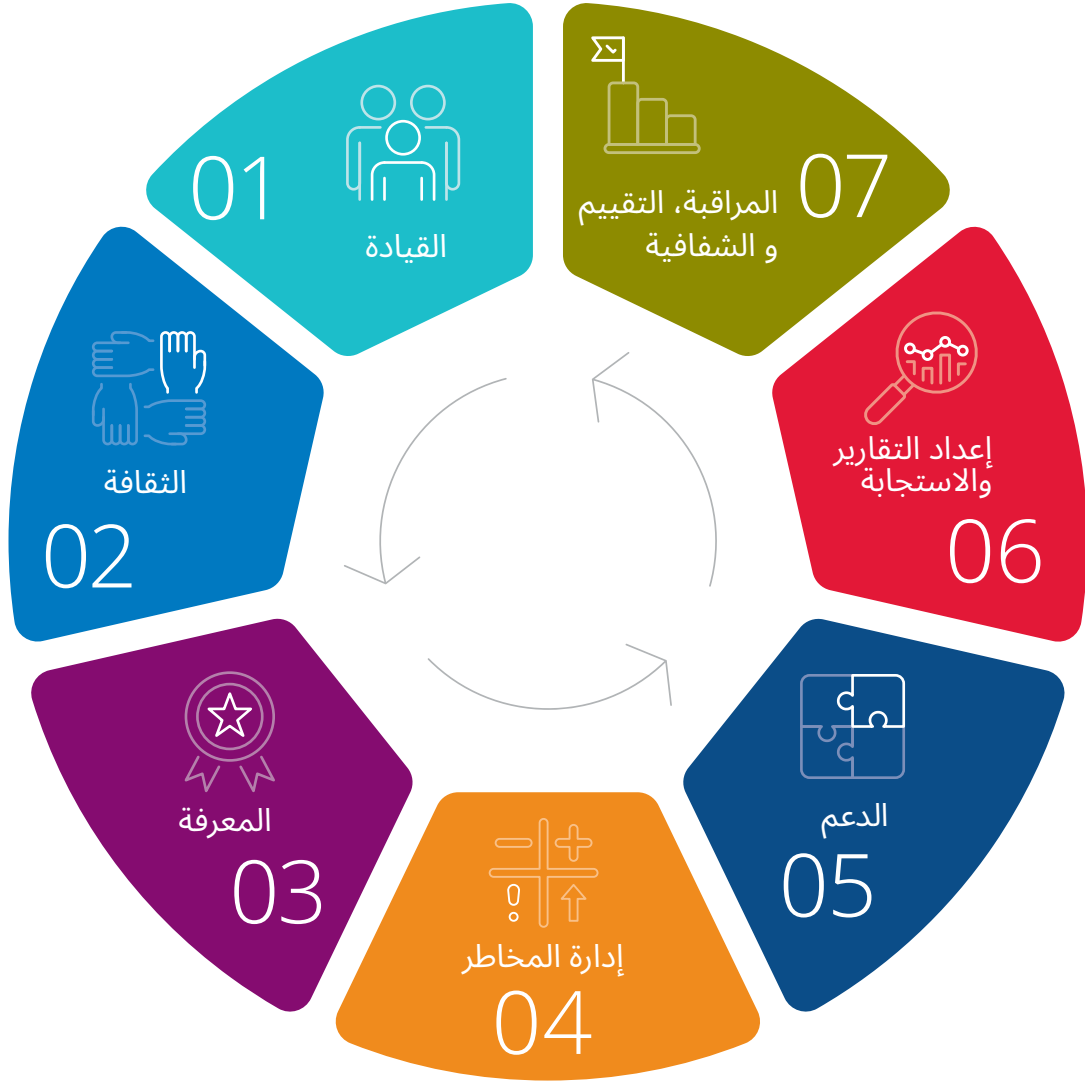 01
القيادة
02
الثقافة
03
المعرفة
04
إدارة المخاطر
05
الدعم
06
إعداد التقارير
والاستجابة
07
المراقبة، التقييم
و الشفافية